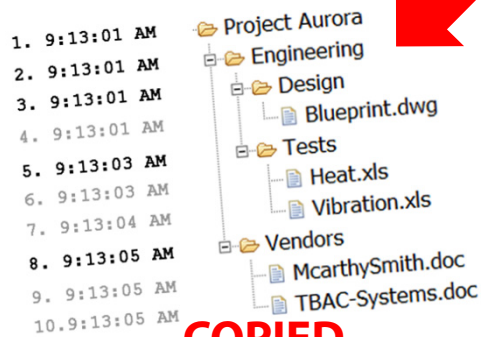 1. 9:13:01 AM Project Aurora
2. 9:13:01 AM Engineering
3. 9:13:01 AM Design
4. 9:13:01 AM Blueprint.dwg
5. 9:13:03 AM Tests
6. 9:13:03 AM Heat.xls
7. 9:13:04 AM Vibration.xls
8. 9:13:05 AM Vendors
9. 9:13:05 AM McarthySmith.doc
10.9:13:05 AM TBAC-Systems.doc
COPIED